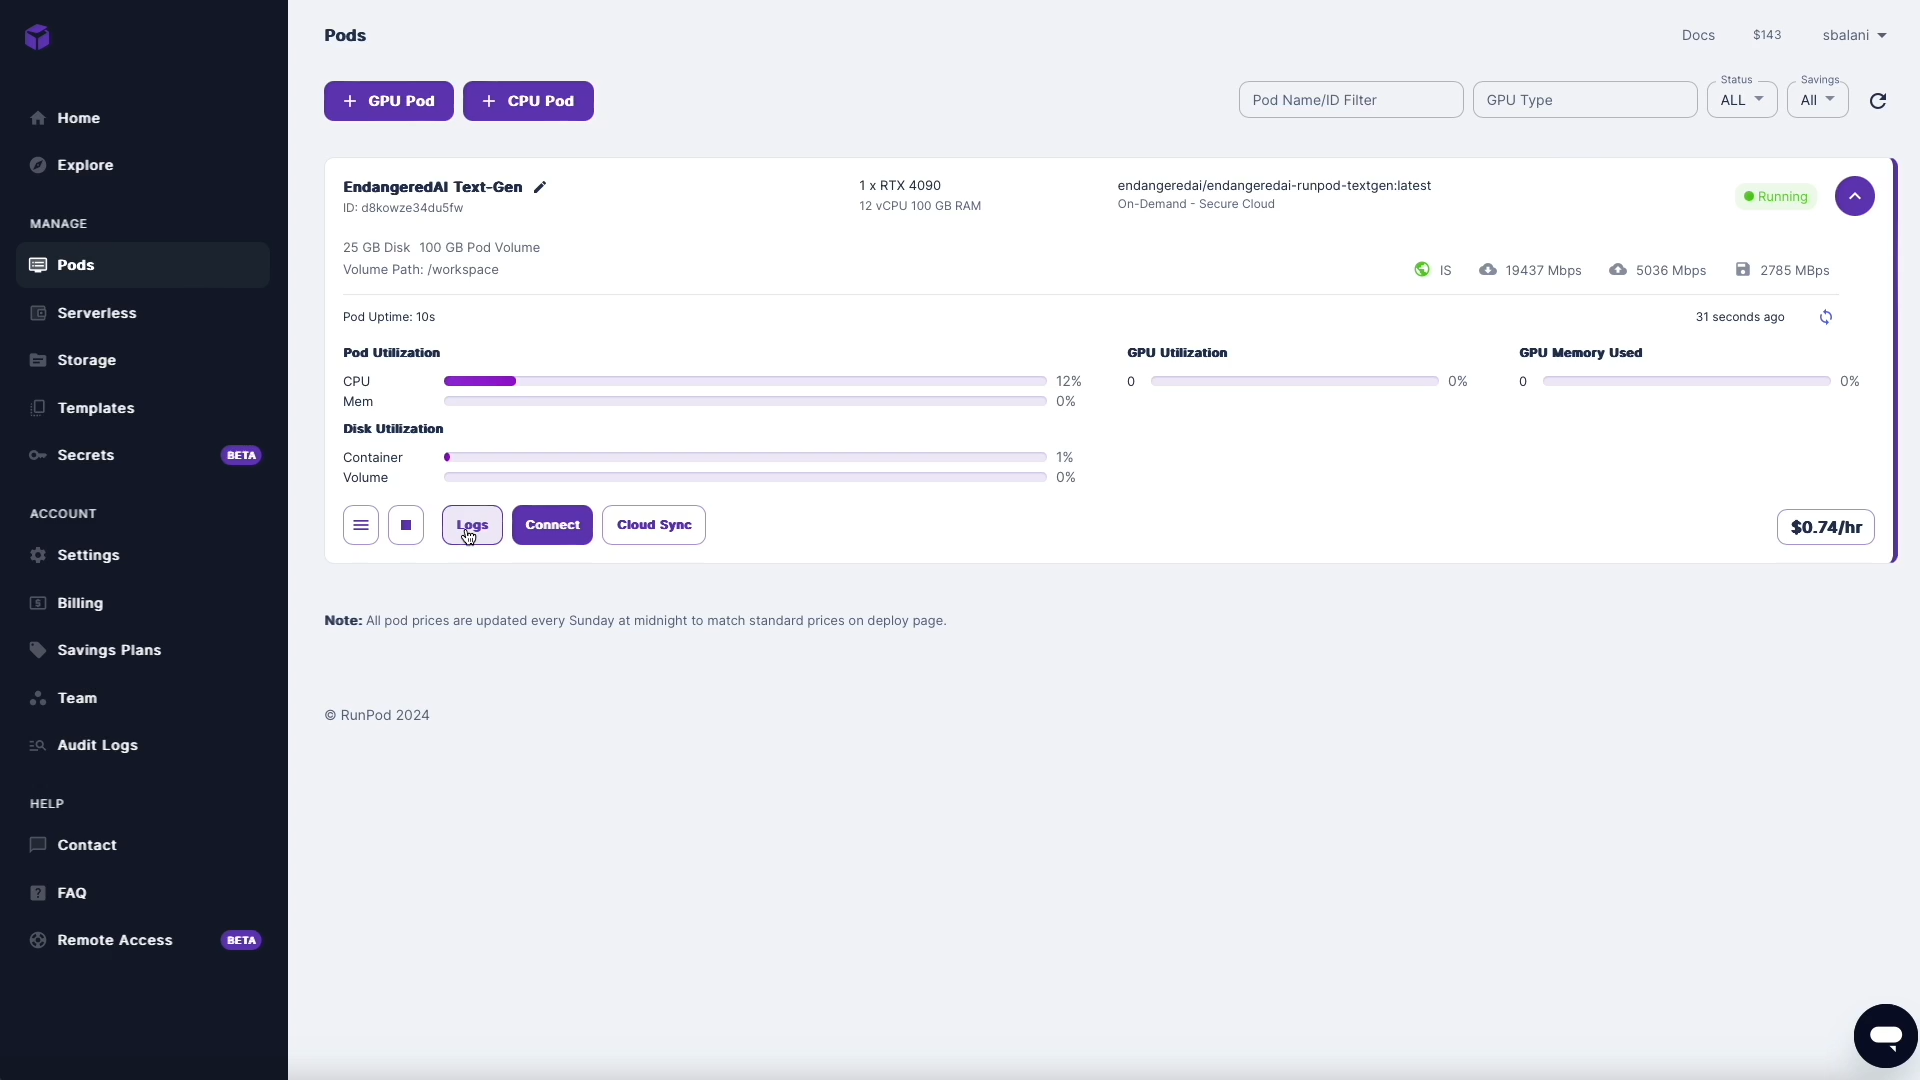 Pods
Docs
$143
sbalani
Home
Explore
MANAGE
Pods
Serverless
Storage
Templates
Secrets BETA
ACCOUNT
Settings
Billing
Savings Plans
Team
Audit Logs
HELP
Contact
FAQ
Remote Access BETA
+ GPU Pod
+ CPU Pod
Pod Name/ID Filter
GPU Type
Status
ALL
Savings
All
EndangeredAI Text-Gen
ID: d8kowze34du5fw
1 x RTX 4090
12 vCPU 100 GB RAM
endangeredai/endangeredai-runpod-textgen:latest
On-Demand - Secure Cloud
Running
25 GB Disk 100 GB Pod Volume
Volume Path: /workspace
IS
19437 Mbps
5036 Mbps
2785 MBps
Pod Uptime: 10s
31 seconds ago
Pod Utilization
CPU 12%
Mem 0%
Disk Utilization
Container 1%
Volume 0%
GPU Utilization
0 0%
GPU Memory Used
0 0%
Logs
Connect
Cloud Sync
$0.74/hr
Note: All pod prices are updated every Sunday at midnight to match standard prices on deploy page.
© RunPod 2024